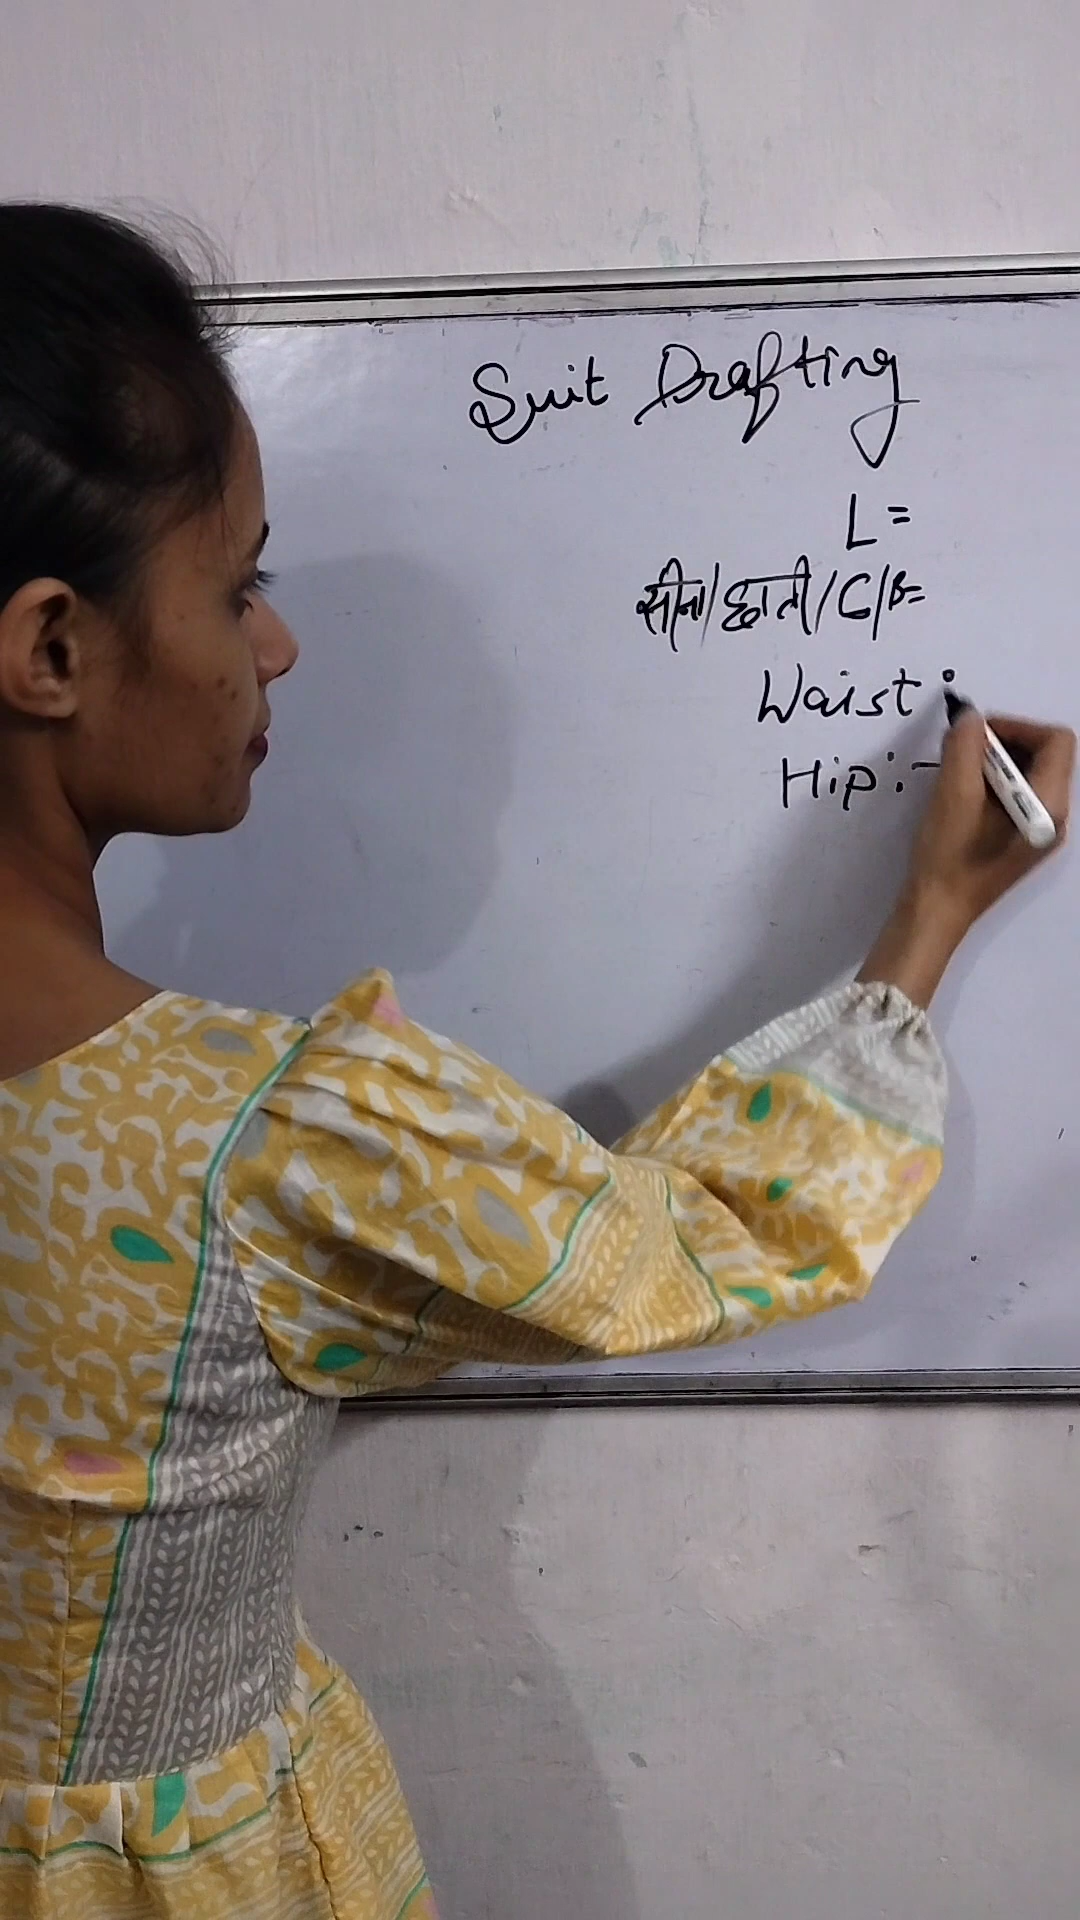 Suit Drafting
L =
सीना/छाती/C/B=
Waist :
Hip:-